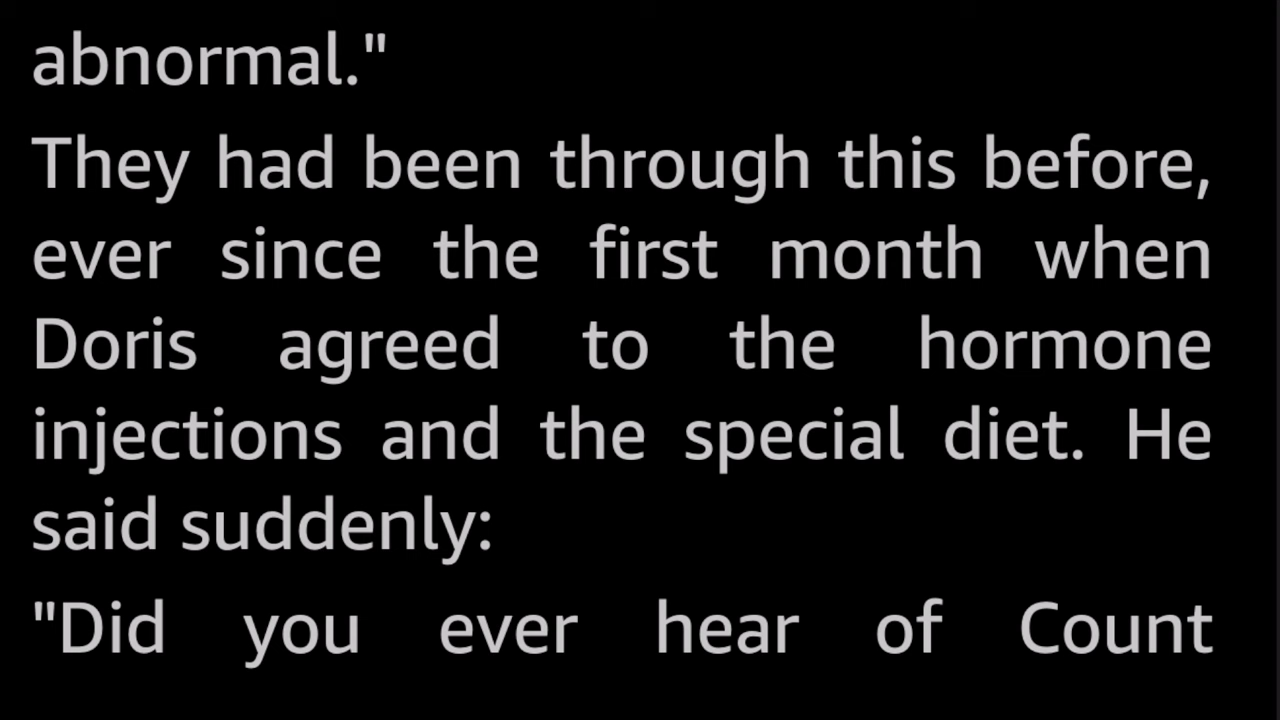 abnormal."
They had been through this before,
ever since the first month when
Doris agreed to the hormone
injections and the special diet. He
said suddenly:
"Did you ever hear of Count